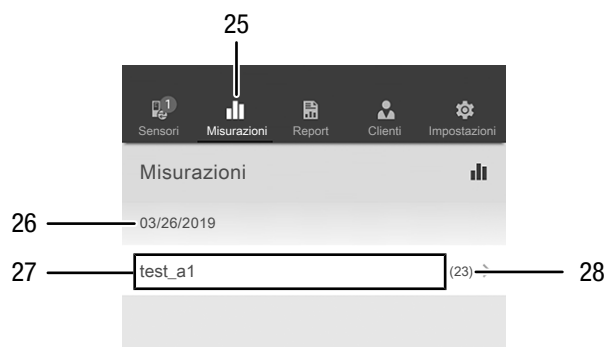 25
1
Sensori Misurazioni Report Clienti Impostazioni
Misurazioni
26 03/26/2019
27 test_a1 (23) 28